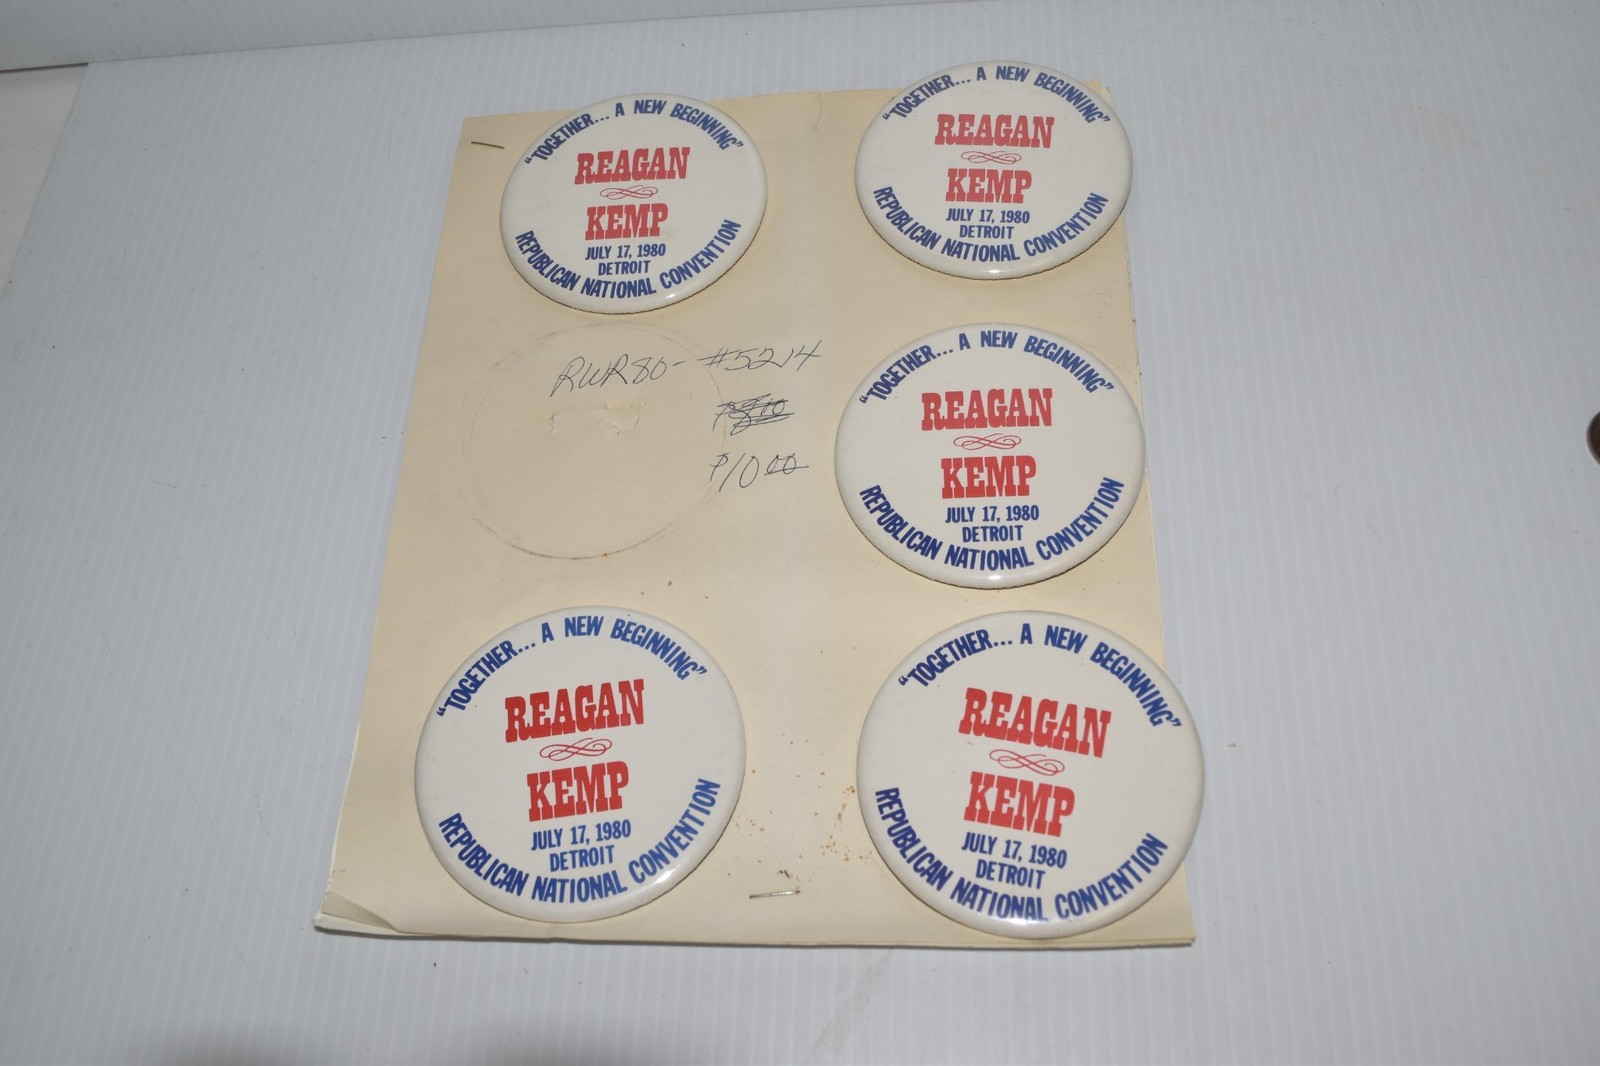 "TOGETHER... A NEW BEGINNING"
REAGAN
KEMP
JULY 17, 1980
DETROIT
REPUBLICAN NATIONAL CONVENTION
"TOGETHER... A NEW BEGINNING"
REAGAN
KEMP
JULY 17, 1980
DETROIT
REPUBLICAN NATIONAL CONVENTION
RWR80- #5214
$10.00
"TOGETHER... A NEW BEGINNING"
REAGAN
KEMP
JULY 17, 1980
DETROIT
REPUBLICAN NATIONAL CONVENTION
"TOGETHER... A NEW BEGINNING"
REAGAN
KEMP
JULY 17, 1980
DETROIT
REPUBLICAN NATIONAL CONVENTION
"TOGETHER... A NEW BEGINNING"
REAGAN
KEMP
JULY 17, 1980
DETROIT
REPUBLICAN NATIONAL CONVENTION